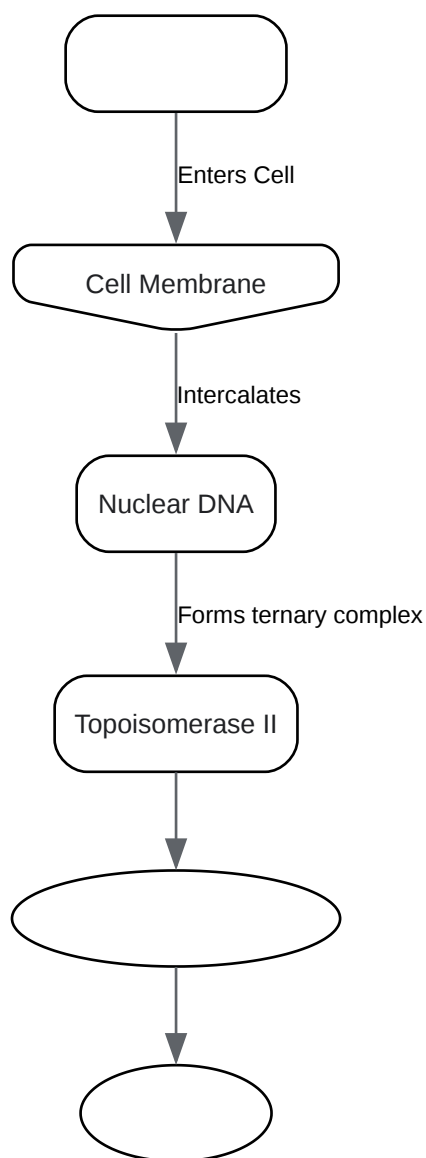 Enters Cell
Cell Membrane
Intercalates
Nuclear DNA
Forms ternary complex
Topoisomerase II